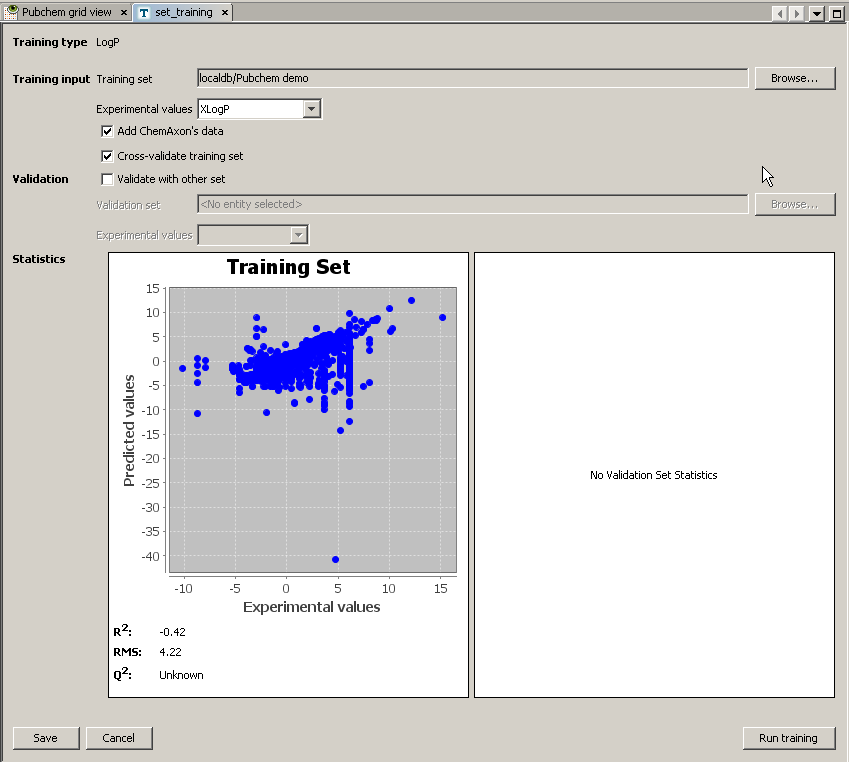 Pubchem grid view × T set_training ×
Training type LogP
Training input Training set localdb/Pubchem demo Browse...
Experimental values XLogP
Add ChemAxon's data
Cross-validate training set
Validation Validate with other set
Validation set <No entity selected> Browse...
Experimental values
Statistics
Training Set
15
10
5
0
-5
-10
-15
-20
-25
-30
-35
-40
Predicted values
-10 -5 0 5 10 15
Experimental values
R²: -0.42
RMS: 4.22
Q²: Unknown
No Validation Set Statistics
Save Cancel Run training